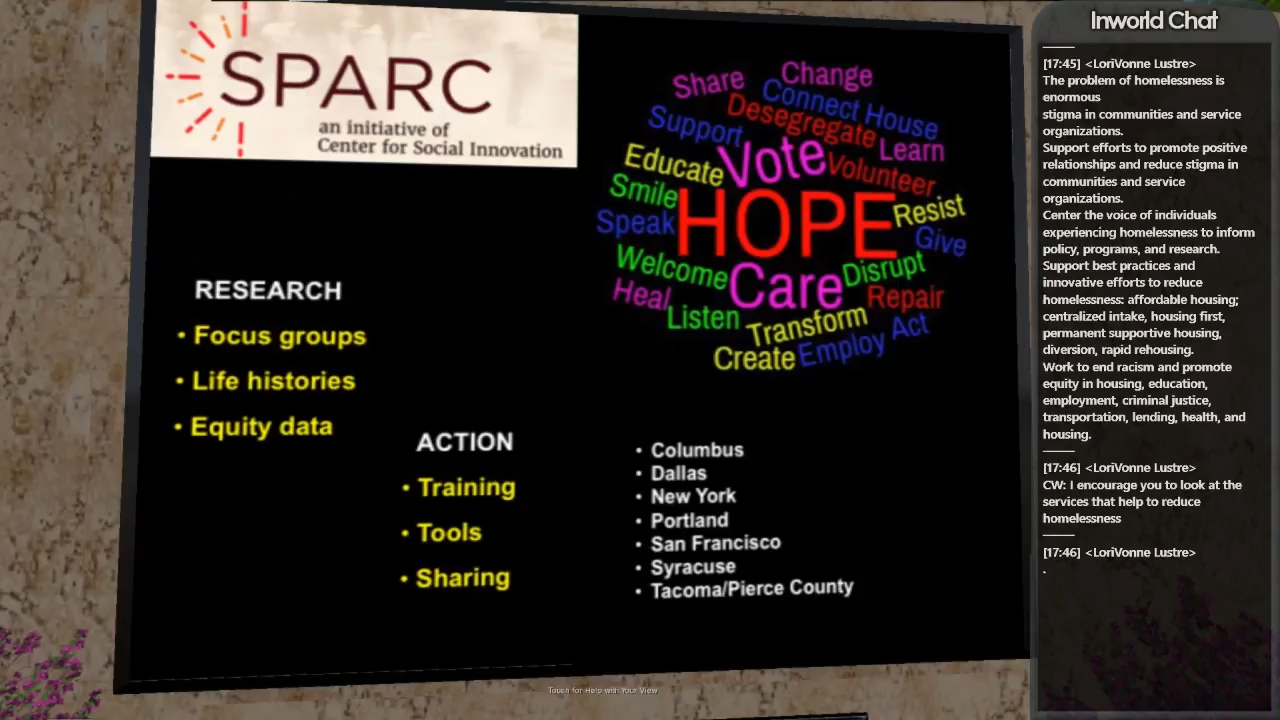 SPARC
an initiative of
Center for Social Innovation
RESEARCH
• Focus groups
• Life histories
• Equity data
ACTION
• Training
• Tools
• Sharing
Share
Change
Connect House
Desegregate
Support
Learn
Vote
Volunteer
Educate
Smile
HOPE
Resist
Speak
Give
Welcome
Care
Disrupt
Heal
Repair
Listen
Transform
Act
Create
Employ
• Columbus
• Dallas
• New York
• Portland
• San Francisco
• Syracuse
• Tacoma/Pierce County
Touch for Help with Your View
Inworld Chat
[17:45] <LoriVonne Lustre>
The problem of homelessness is
enormous
stigma in communities and service
organizations.
Support efforts to promote positive
relationships and reduce stigma in
communities and service
organizations.
Center the voice of individuals
experiencing homelessness to inform
policy, programs, and research.
Support best practices and
innovative efforts to reduce
homelessness: affordable housing;
centralized intake, housing first,
permanent supportive housing,
diversion, rapid rehousing.
Work to end racism and promote
equity in housing, education,
employment, criminal justice,
transportation, lending, health, and
housing.
[17:46] <LoriVonne Lustre>
CW: I encourage you to look at the
services that help to reduce
homelessness
[17:46] <LoriVonne Lustre>
.